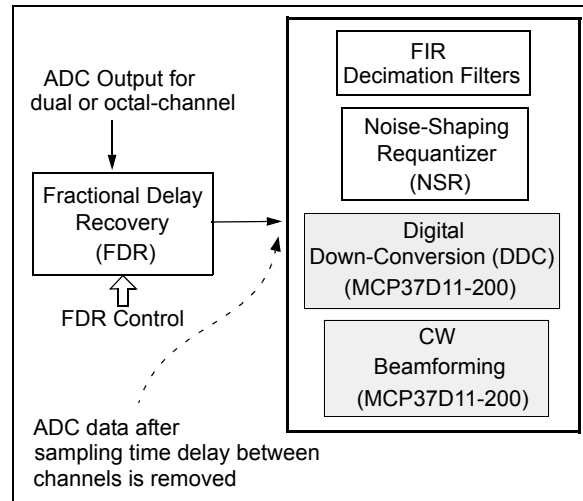 ADC Output for
dual or octal-channel
Fractional Delay
Recovery
(FDR)
FDR Control
ADC data after
sampling time delay between
channels is removed
FIR
Decimation Filters
Noise-Shaping
Requantizer
(NSR)
Digital
Down-Conversion (DDC)
(MCP37D11-200)
CW
Beamforming
(MCP37D11-200)